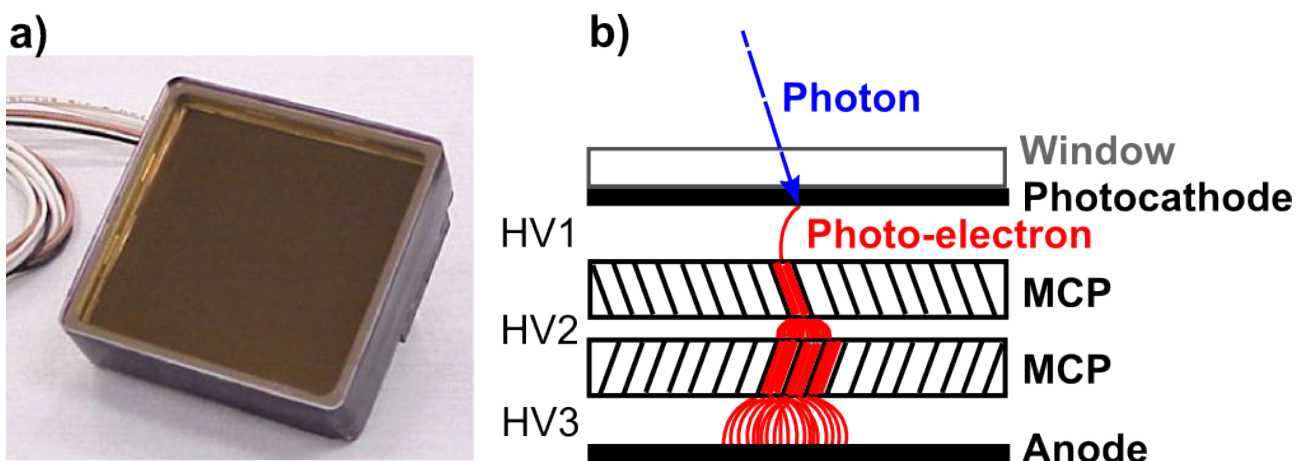 a)
b)
Photon
Window
Photocathode
HV1
Photo-electron
MCP
HV2
MCP
HV3
Anode